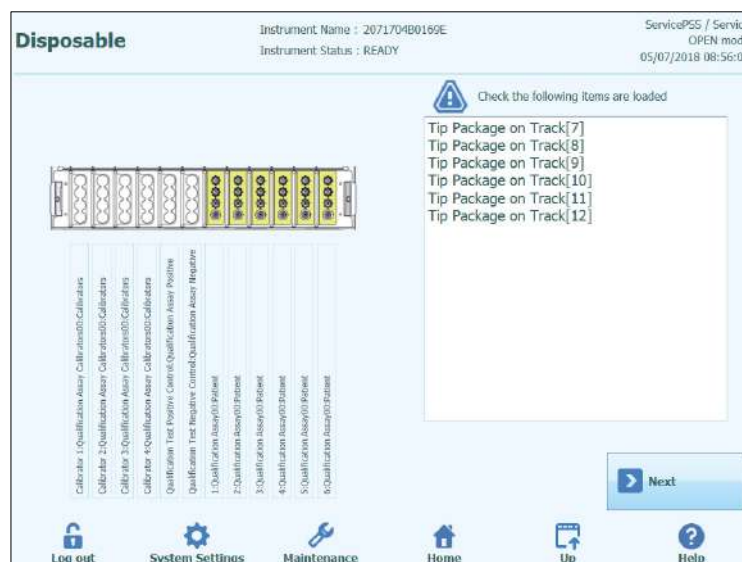 Disposable
Instrument Name : 2071704B0169E
Instrument Status : READY
ServicePSS / Servic
OPEN mod
05/07/2018 08:56:0
Check the following items are loaded
Tip Package on Track[7]
Tip Package on Track[8]
Tip Package on Track[9]
Tip Package on Track[10]
Tip Package on Track[11]
Tip Package on Track[12]
Calibrator 1:Qualification Assay Calibrators00:Calibrators
Calibrator 2:Qualification Assay Calibrators00:Calibrators
Calibrator 3:Qualification Assay Calibrators00:Calibrators
Calibrator 4:Qualification Assay Calibrators00:Calibrators
Qualification Test Positive Control:Qualification Assay Positive
Qualification Test Negative Control:Qualification Assay Negative
1:Qualification Assay00:Patient
2:Qualification Assay00:Patient
3:Qualification Assay00:Patient
4:Qualification Assay00:Patient
5:Qualification Assay00:Patient
6:Qualification Assay00:Patient
Next
Log out
System Settings
Maintenance
Home
Up
Help